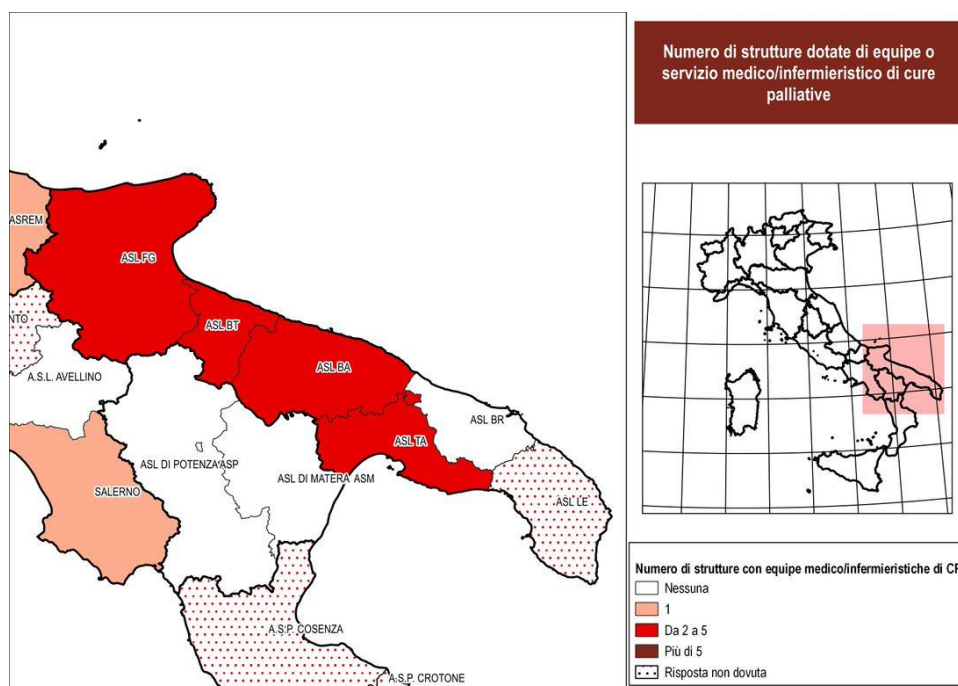 Numero di strutture dotate di equipe o
servizio medico/infermieristico di cure
palliative
ASREM
ASL FG
ASL BT
NTO
ASL BA
A.S.L. AVELLINO
ASL BR
ASL TA
ASL DI POTENZA ASP
ASL DI MATERA ASM
SALERNO
ASL LE
A.S.P. COSENZA
A.S.P. CROTONE
Numero di strutture con equipe medico/infermieristiche di CP
Nessuna
1
Da 2 a 5
Più di 5
Risposta non dovuta